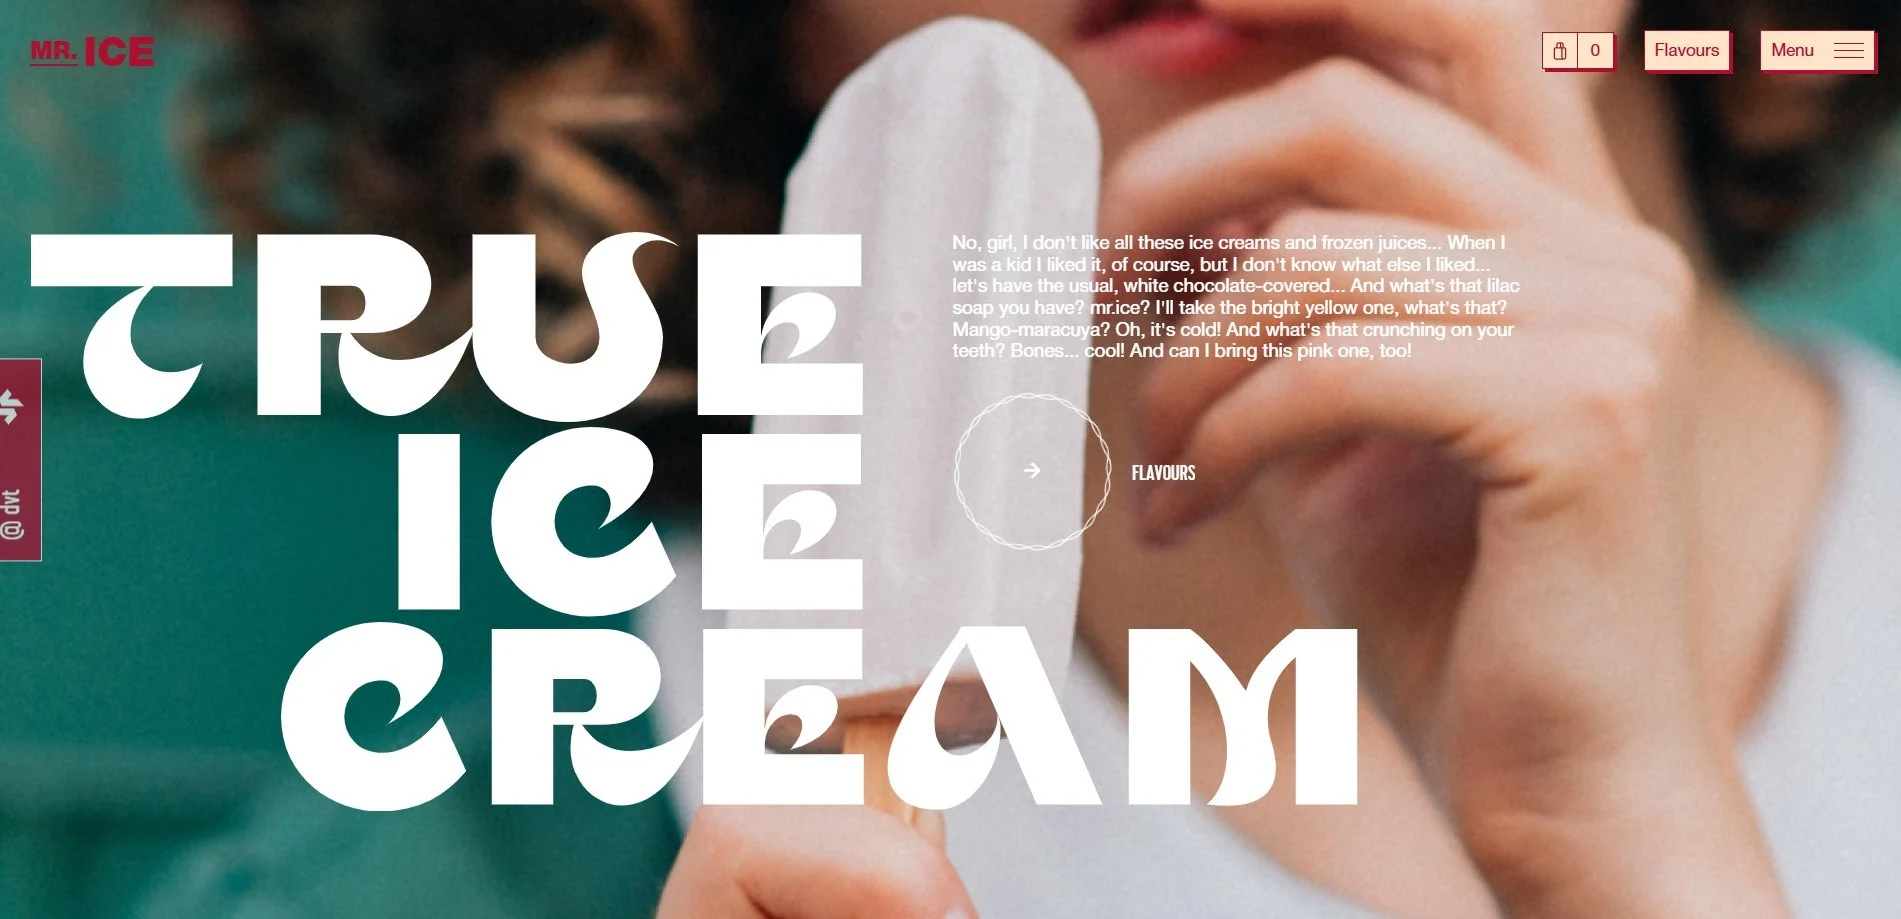 MR. ICE
0
Flavours
Menu
TRUE
ICE
CREAM
No, girl, I don't like all these ice creams and frozen juices... When I
was a kid I liked it, of course, but I don't know what else I liked...
let's have the usual, white chocolate-covered... And what's that lilac
soap you have? mr.ice? I'll take the bright yellow one, what's that?
Mango-maracuya? Oh, it's cold! And what's that crunching on your
teeth? Bones... cool! And can I bring this pink one, too!
FLAVOURS
@ dvt